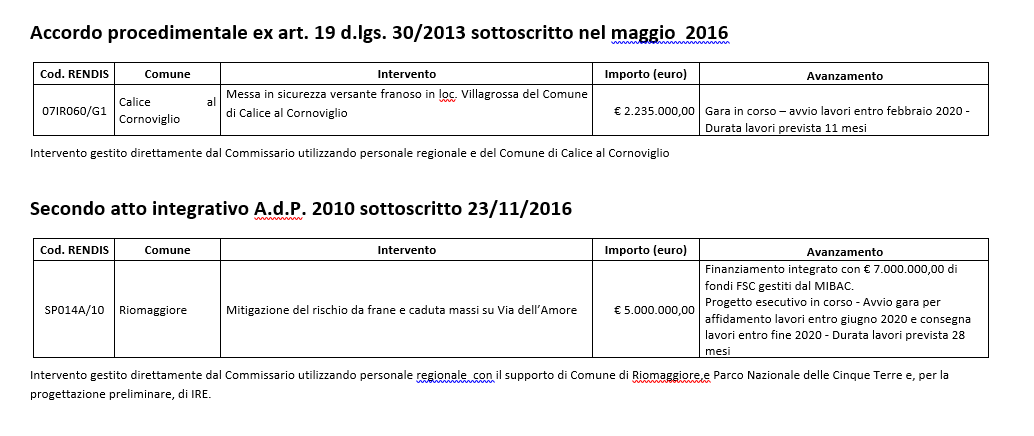 Accordo procedimentale ex art. 19 d.lgs. 30/2013 sottoscritto nel maggio  2016
Cod. RENDIS
Comune
Intervento
Importo (euro)
Avanzamento
07IR060/G1
Calice al
Cornoviglio
Messa in sicurezza versante franoso in loc. Villagrossa del Comune
di Calice al Cornoviglio
€ 2.235.000,00
Gara in corso – avvio lavori entro febbraio 2020 -
Durata lavori prevista 11 mesi
Intervento gestito direttamente dal Commissario utilizzando personale regionale e del Comune di Calice al Cornoviglio
Secondo atto integrativo A.d.P. 2010 sottoscritto 23/11/2016
Cod. RENDIS
Comune
Intervento
Importo (euro)
Avanzamento
SP014A/10
Riomaggiore
Mitigazione del rischio da frane e caduta massi su Via dell’Amore
€ 5.000.000,00
Finanziamento integrato con € 7.000.000,00 di
fondi FSC gestiti dal MIBAC.
Progetto esecutivo in corso - Avvio gara per
affidamento lavori entro giugno 2020 e consegna
lavori entro fine 2020 - Durata lavori prevista 28
mesi
Intervento gestito direttamente dal Commissario utilizzando personale regionale  con il supporto di Comune di Riomaggiore,e Parco Nazionale delle Cinque Terre e, per la
progettazione preliminare, di IRE.